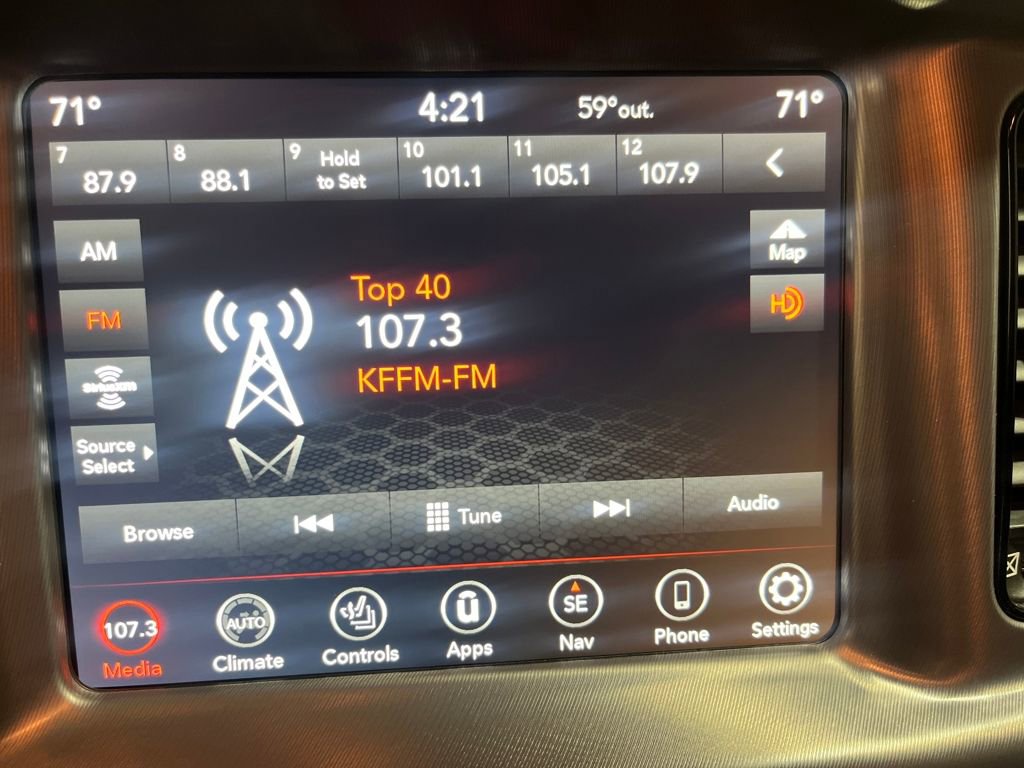 71° 4:21 59° out. 71°
7 87.9 8 88.1 9 Hold to Set 10 101.1 11 105.1 12 107.9
AM
Map
FM
HD
Top 40
107.3
KFFM-FM
SiriusXM
Source
Select
Browse Tune Audio
107.3 AUTO SE
Media Climate Controls Apps Nav Phone Settings